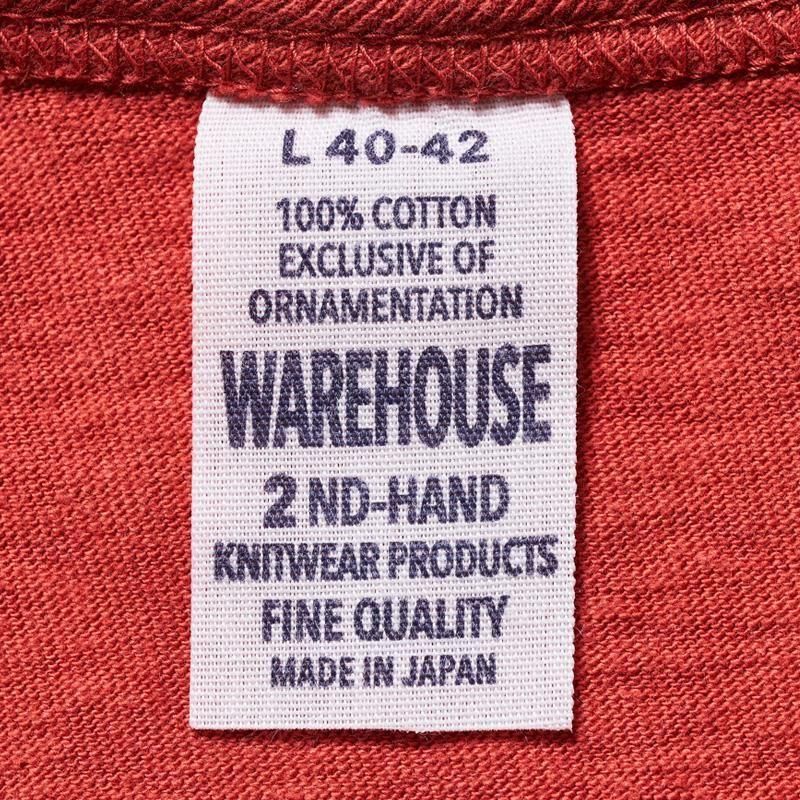 L 40-42
100% COTTON
EXCLUSIVE OF
ORNAMENTATION
WAREHOUSE
2 ND-HAND
KNITWEAR PRODUCTS
FINE QUALITY
MADE IN JAPAN